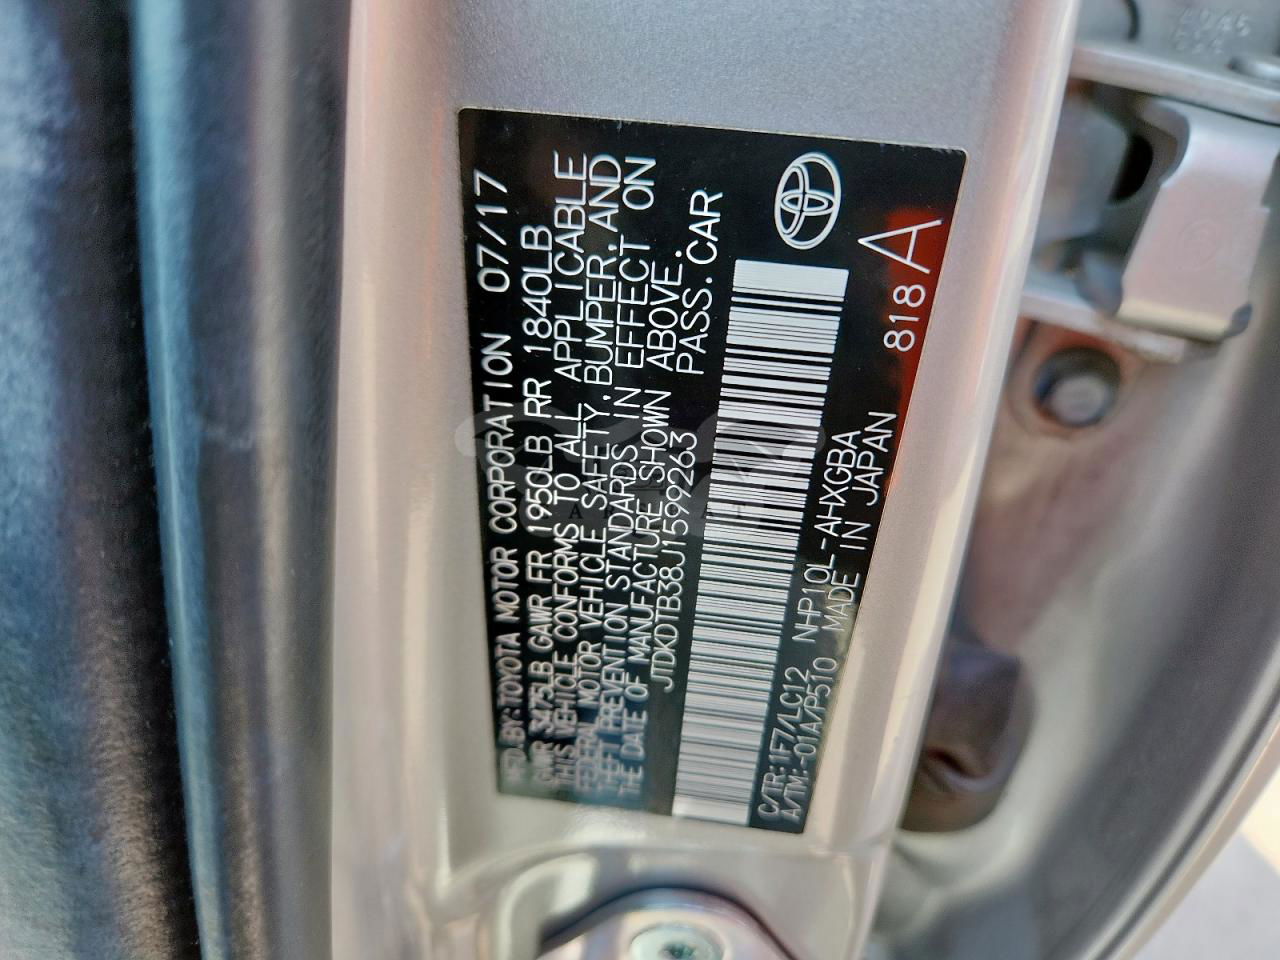 MFD.BY:TOYOTA MOTOR CORPORATION 07/17
GVWR 3475LB GAWR FR 1950LB RR 1840LB
THIS VEHICLE CONFORMS TO ALL APPLICABLE
FEDERAL MOTOR VEHICLE SAFETY,BUMPER,AND
THEFT PREVENTION STANDARDS IN EFFECT ON
THE DATE OF MANUFACTURE SHOWN ABOVE.
JTDKDTB38J1599263 PASS.CAR
C/TR:1F7/LC12 NHP10L-AHXGBA
A/TM:-01A/P510 MADE IN JAPAN
818A